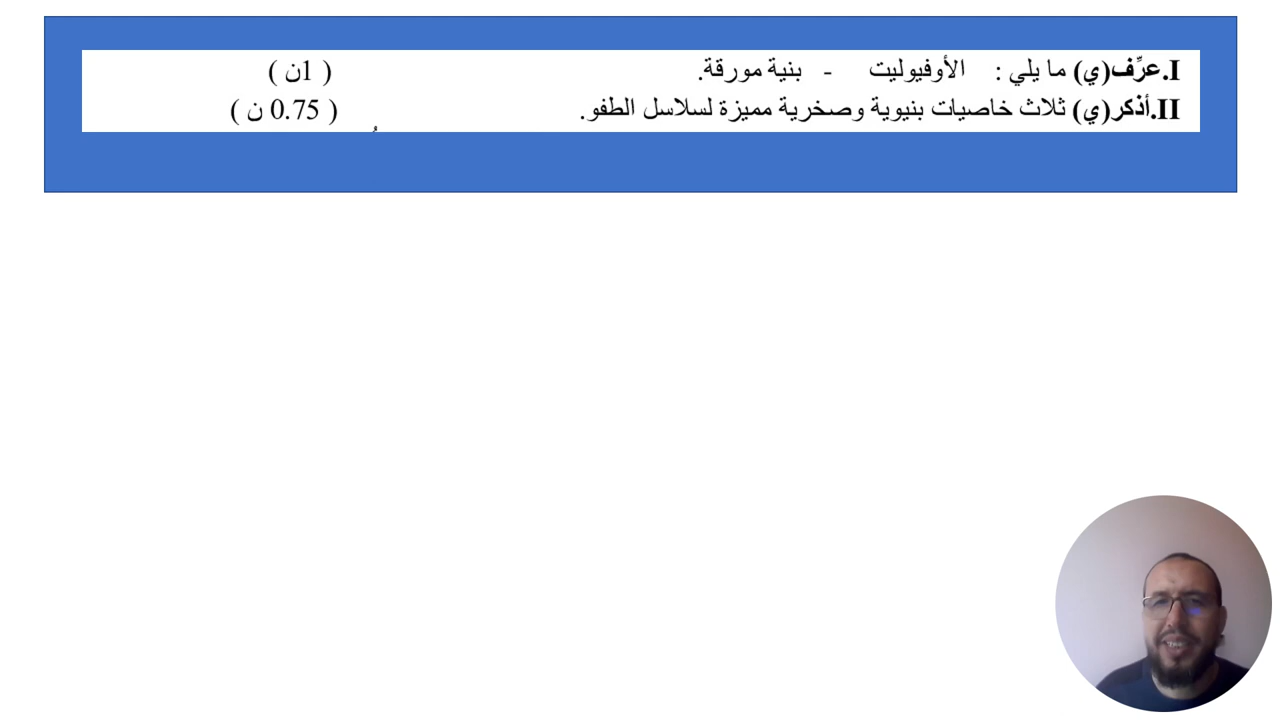 I.عرِّف(ي) ما يلي : الأوفيوليت - بنية مورقة. ( 1ن )
II.أذكر(ي) ثلاث خاصيات بنيوية وصخرية مميزة لسلاسل الطفو. ( 0.75 ن )